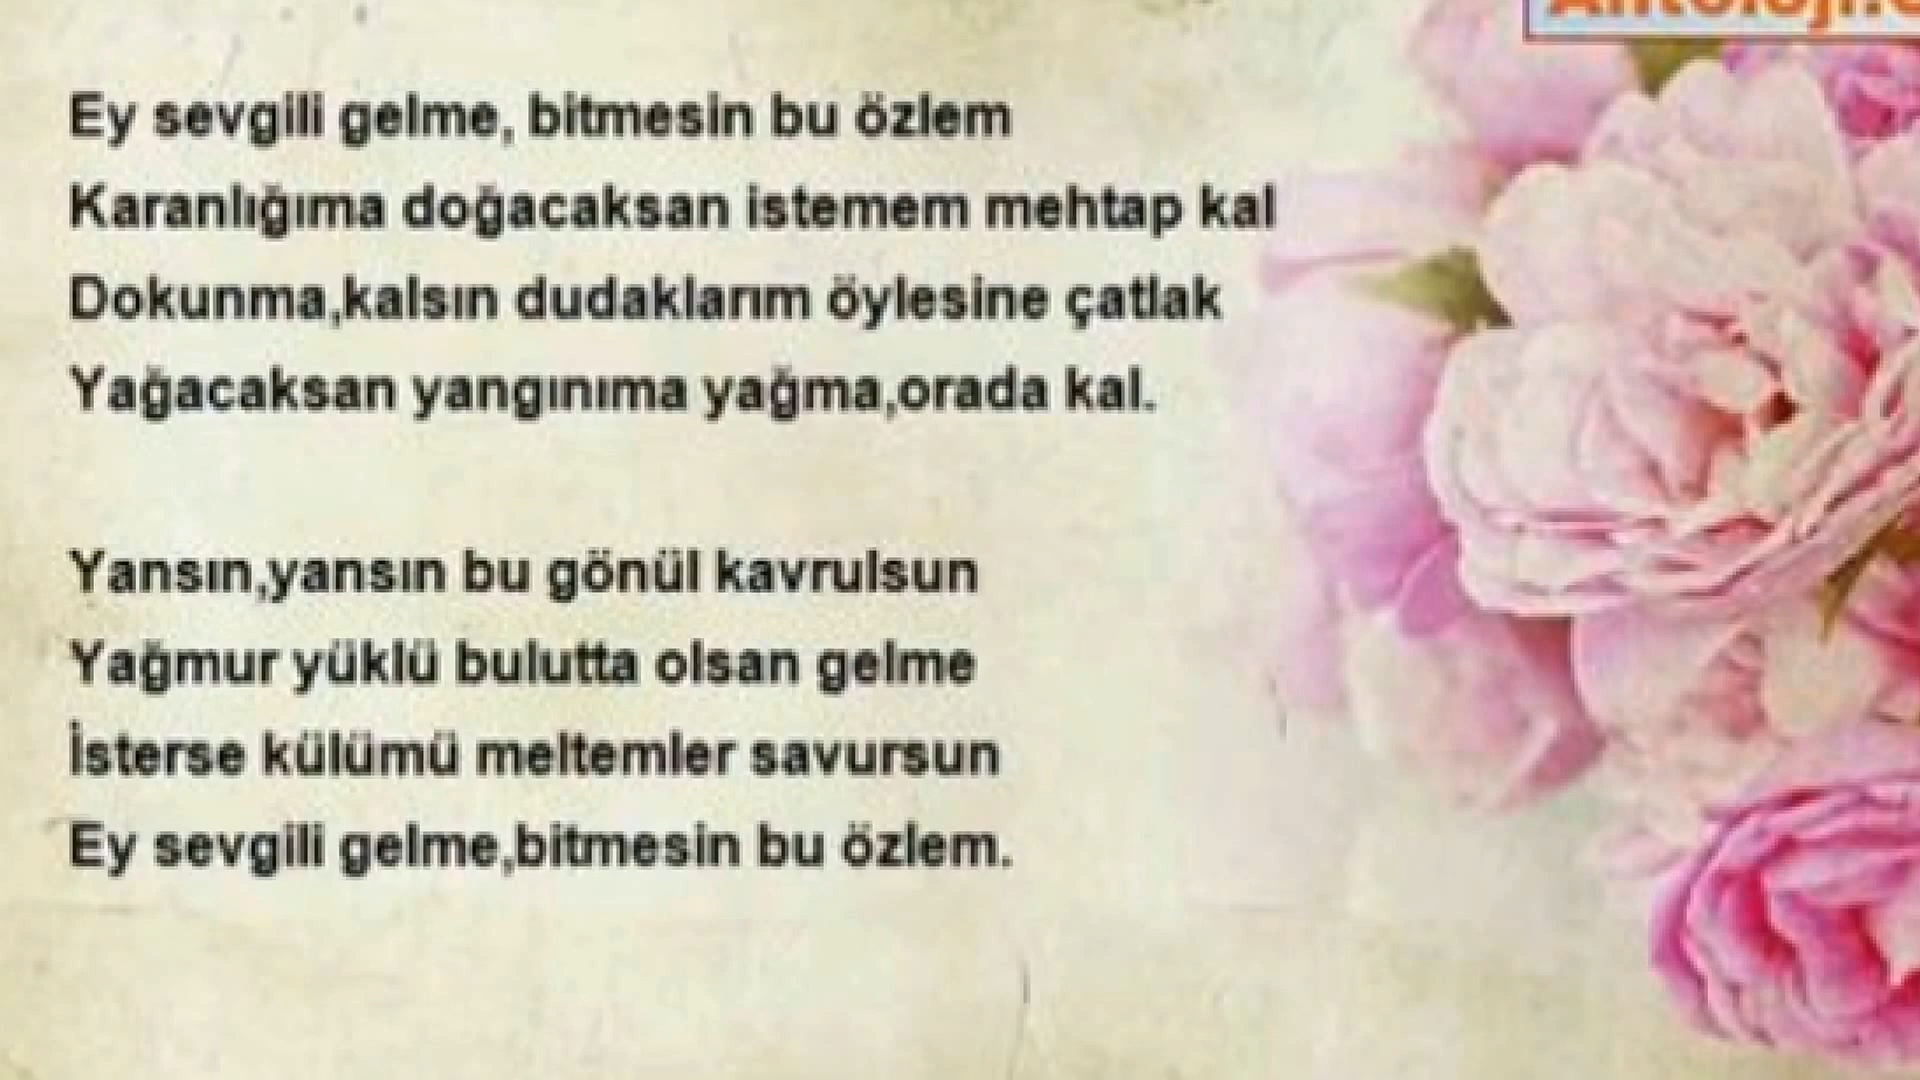 Ey sevgili gelme, bitmesin bu özlem
Karanlığıma doğacaksan istemem mehtap kal
Dokunma,kalsın dudaklarım öylesine çatlak
Yağacaksan yangınıma yağma,orada kal.
Yansın,yansın bu gönül kavrulsun
Yağmur yüklü bulutta olsan gelme
İsterse külümü meltemler savursun
Ey sevgili gelme,bitmesin bu özlem.